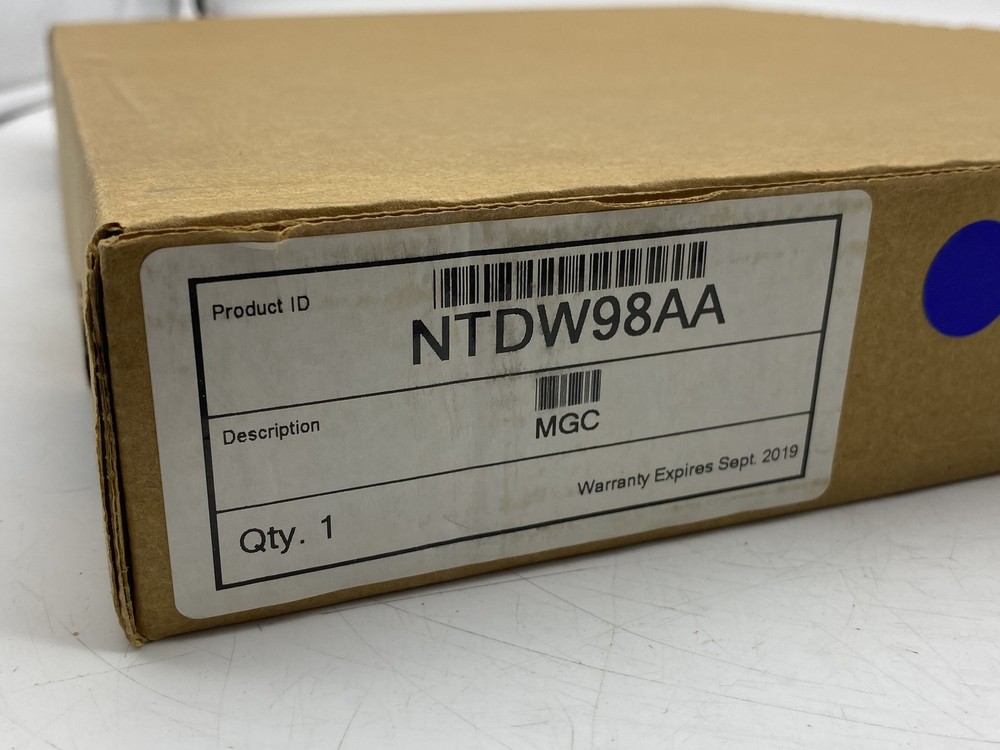 Product ID
NTDW98AA
Description
MGC
Warranty Expires Sept. 2019
Qty. 1